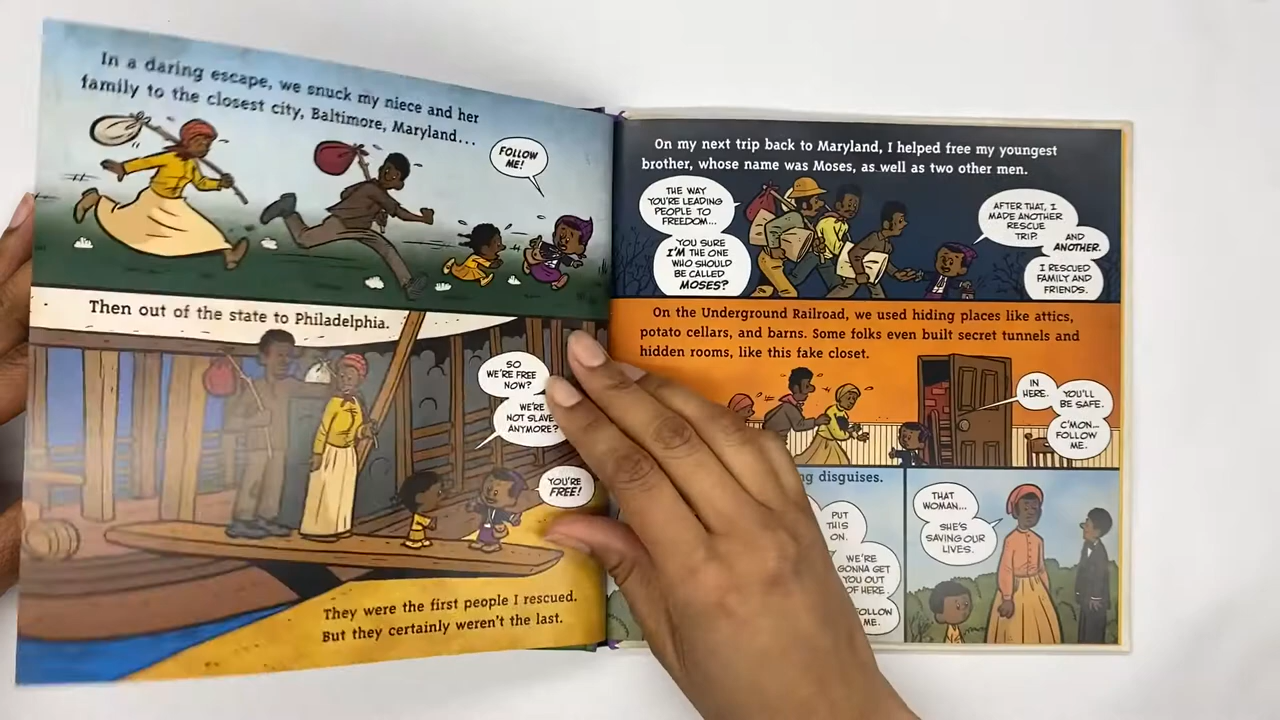 In a daring escape, we snuck my niece and her
family to the closest city, Baltimore, Maryland...
FOLLOW
ME!
Then out of the state to Philadelphia.
SO
WE'RE FREE
NOW?
WE'RE
NOT SLAVES
ANYMORE?
YOU'RE
FREE!
They were the first people I rescued.
But they certainly weren't the last.
On my next trip back to Maryland, I helped free my youngest
brother, whose name was Moses, as well as two other men.
THE WAY
YOU'RE LEADING
PEOPLE TO
FREEDOM...
YOU SURE
I'M THE ONE
WHO SHOULD
BE CALLED
MOSES?
AFTER THAT, I
MADE ANOTHER
RESCUE
TRIP.
AND
ANOTHER.
I RESCUED
FAMILY AND
FRIENDS.
On the Underground Railroad, we used hiding places like attics,
potato cellars, and barns. Some folks even built secret tunnels and
hidden rooms, like this fake closet.
IN
HERE.
YOU'LL
BE SAFE.
C'MON...
FOLLOW
ME.
disguises.
PUT
THIS
ON.
WE'RE
GONNA GET
YOU OUT
OF HERE.
FOLLOW
ME.
THAT
WOMAN...
SHE'S
SAVING OUR
LIVES.